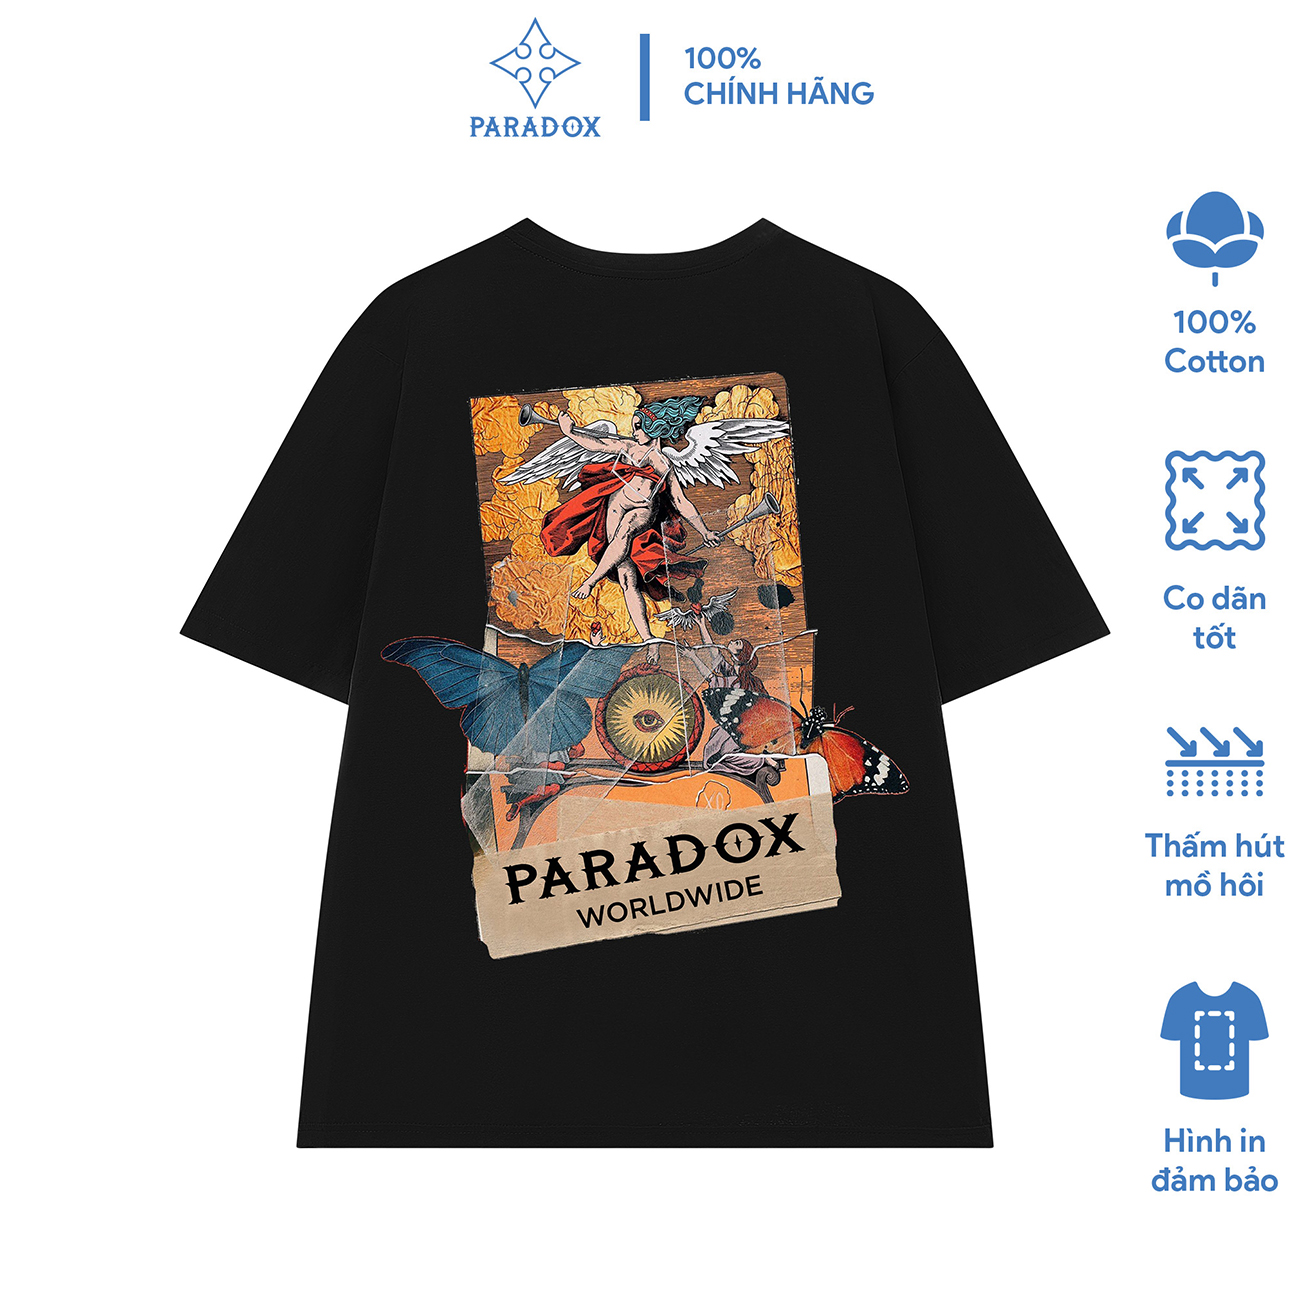 PARADOX
100%
CHÍNH HÃNG
100%
Cotton
Co dãn
tốt
Thấm hút
mồ hôi
Hình in
đảm bảo
PARADOX
WORLDWIDE